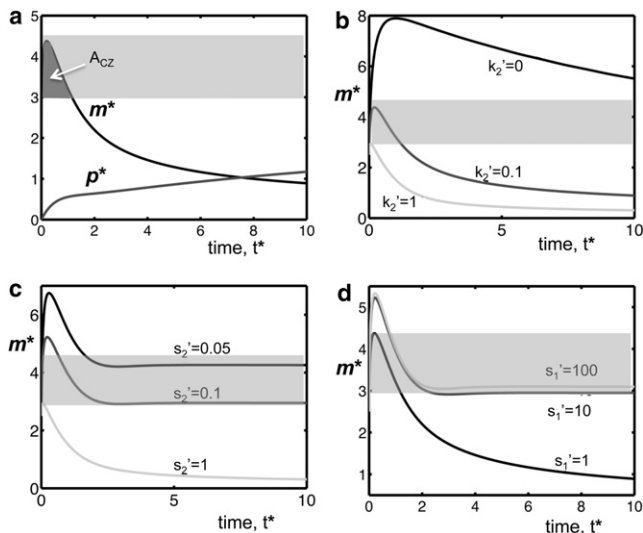 a
5
4
3
2
1
0
A_CZ
m*
p*
0 2 4 6 8 10
time, t*
b
8
6
4
2
0
m*
k₂'=0
k₂'=0.1
k₂'=1
0 5 10
time, t*
c
6
4
2
0
m*
s₂'=0.05
s₂'=0.1
s₂'=1
0 5 10
time, t*
d
5
4
3
2
1
m*
s₁'=100
s₁'=10
s₁'=1
0 2 4 6 8 10
time, t*